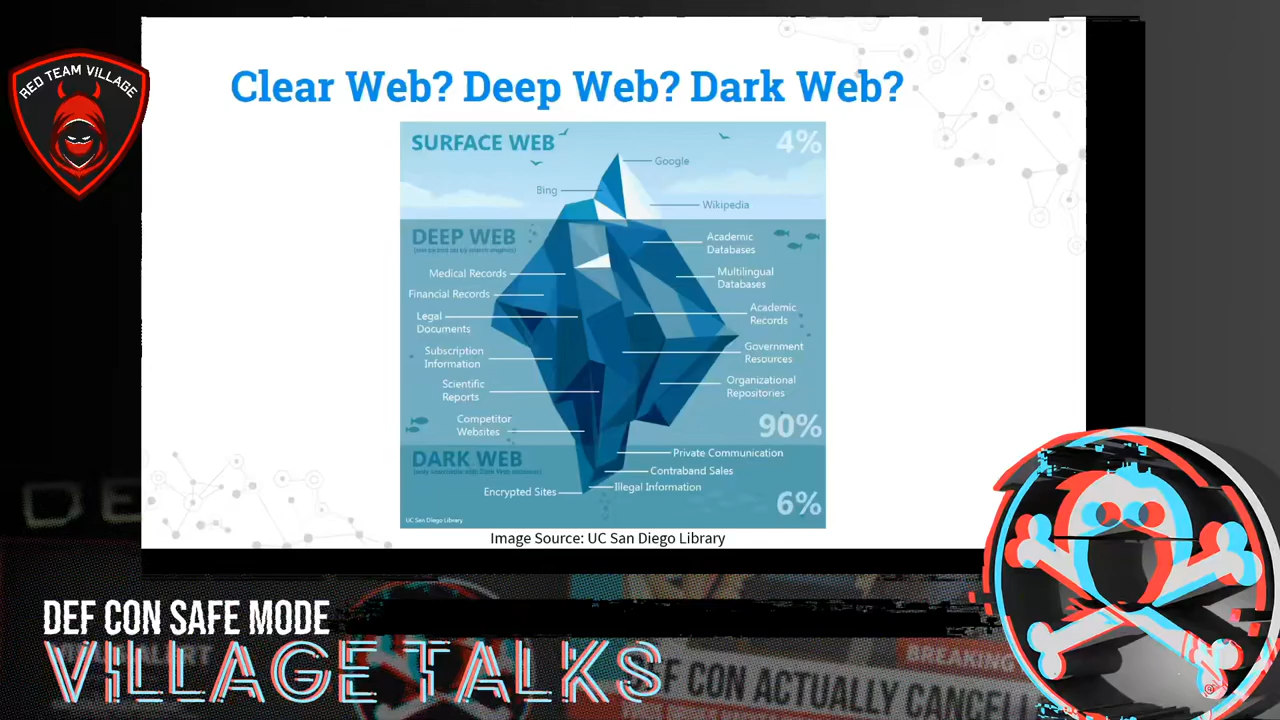 RED TEAM VILLAGE
Clear Web? Deep Web? Dark Web?
SURFACE WEB
4%
Google
Bing
Wikipedia
DEEP WEB
Academic
Databases
Medical Records
Multilingual
Databases
Financial Records
Legal
Documents
Academic
Records
Subscription
Information
Government
Resources
Scientific
Reports
Organizational
Repositories
Competitor
Websites
90%
DARK WEB
Private Communication
Contraband Sales
Illegal Information
Encrypted Sites
6%
UC San Diego Library
Image Source: UC San Diego Library
DEF CON SAFE MODE
VILLAGE TALKS
BREAKING
DEF CON ACTUALLY CANCELL